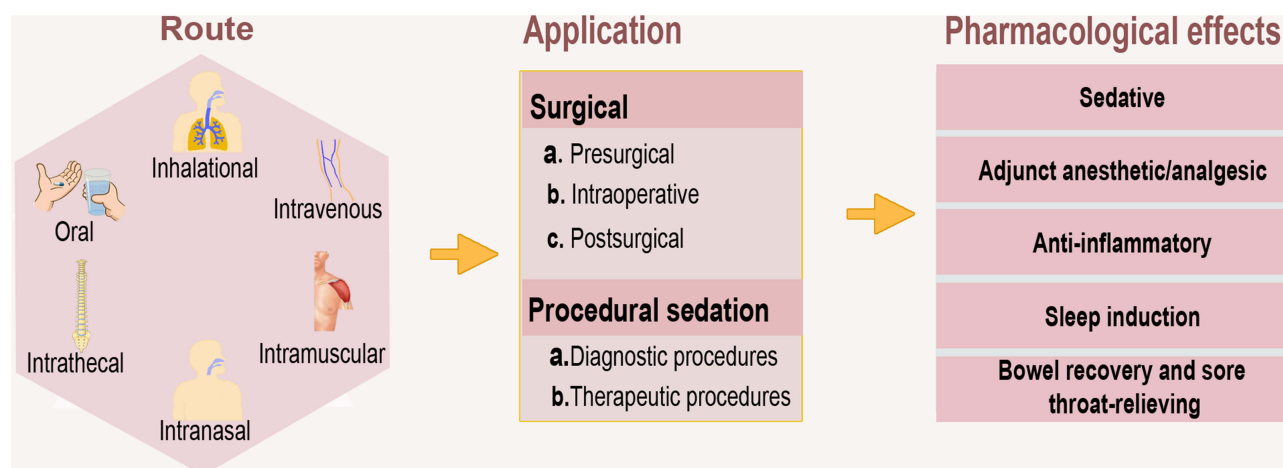 Route
Inhalational
Intravenous
Oral
Intrathecal
Intramuscular
Intranasal
Application
Surgical
a. Presurgical
b. Intraoperative
c. Postsurgical
Procedural sedation
a.Diagnostic procedures
b.Therapeutic procedures
Pharmacological effects
Sedative
Adjunct anesthetic/analgesic
Anti-inflammatory
Sleep induction
Bowel recovery and sore
throat-relieving